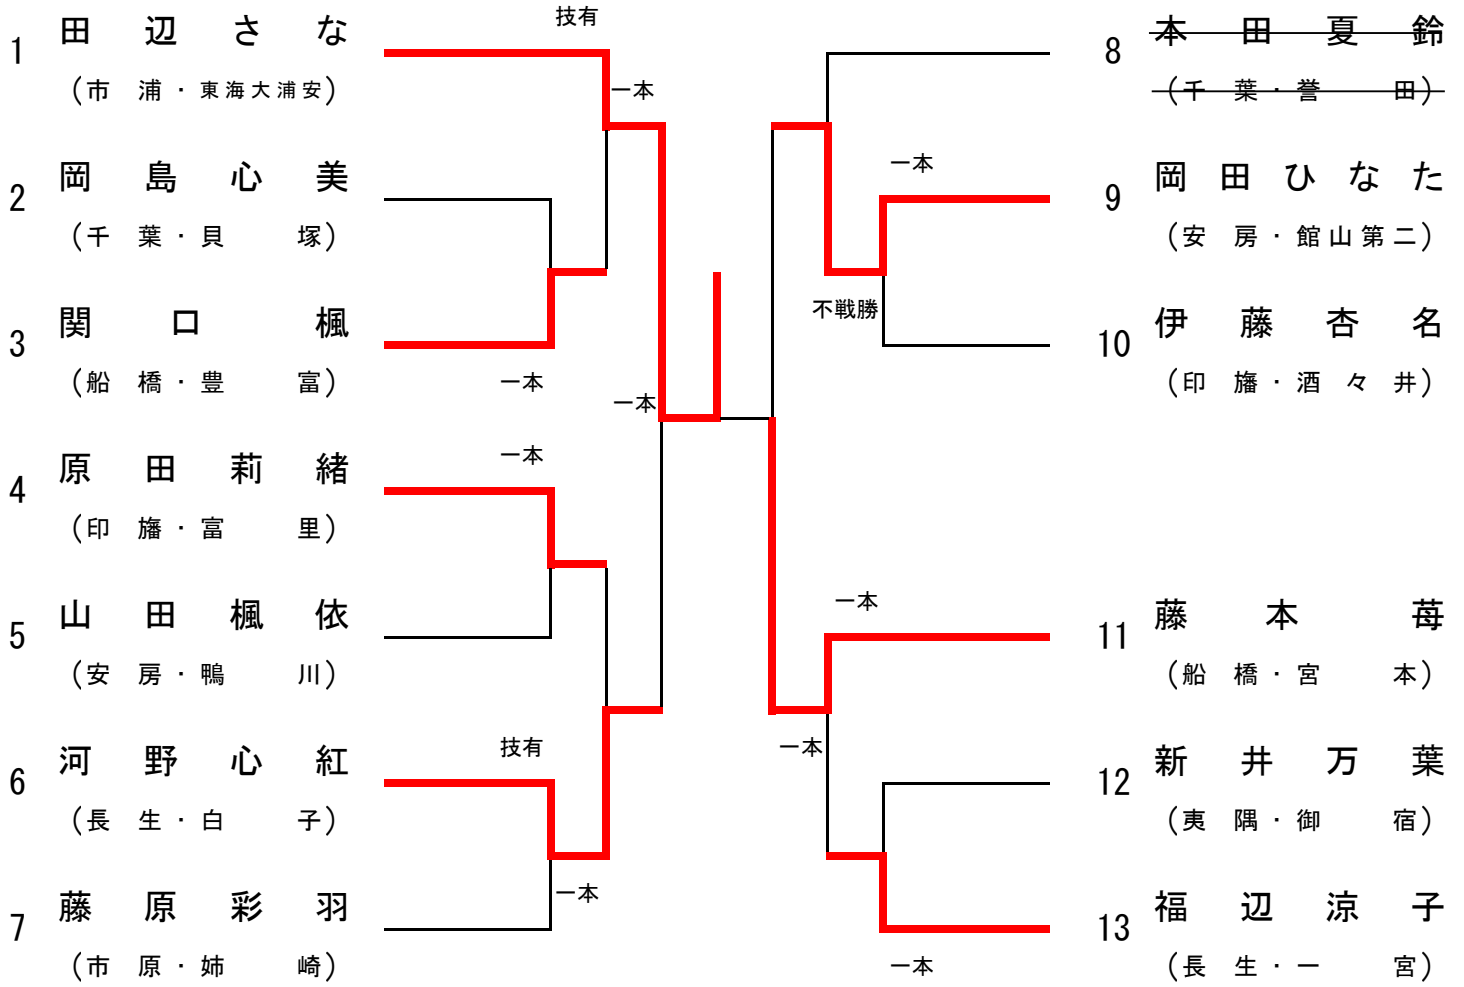 技有
1 田辺さな
(市浦・東海大浦安)
一本
2 岡島心美
(千葉・貝塚)
3 関口楓
(船橋・豊富)
一本
一本
4 原田莉緒
一本
(印旛・富里)
5 山田楓依
(安房・鴨川)
6 河野心紅
技有
(長生・白子)
7 藤原彩羽
一本
(市原・姉崎)
8 本田夏鈴
(千葉・誉田)
一本
9 岡田ひなた
(安房・館山第二)
不戦勝
10 伊藤杏名
(印旛・酒々井)
一本
11 藤本苺
(船橋・宮本)
一本
12 新井万葉
(夷隅・御宿)
13 福辺涼子
(長生・一宮)
一本